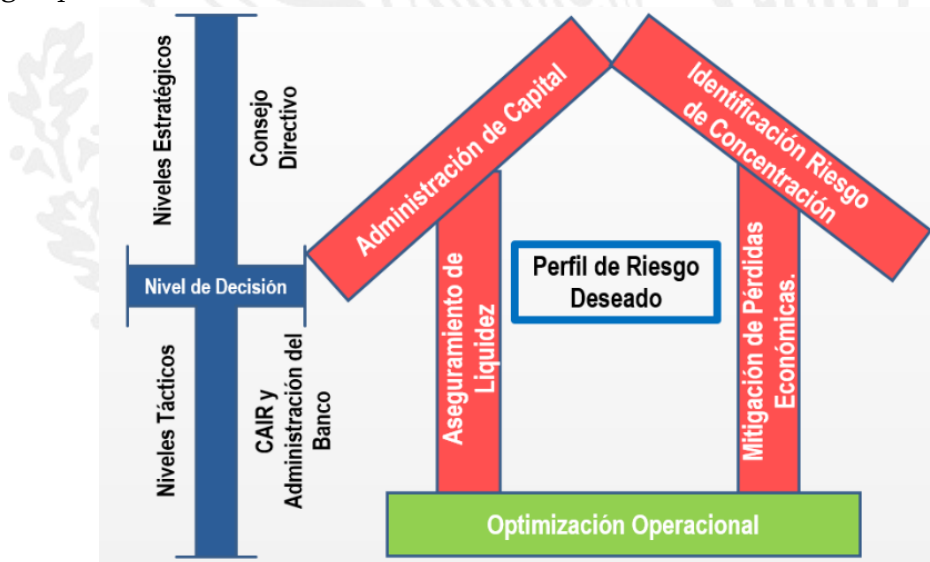 Niveles Estratégicos
Consejo
Directivo
Nivel de Decisión
Niveles Tácticos
CAIR y
Administración del
Banco
Administración de Capital
Identificación Riesgo
de Concentración
Aseguramiento de
Liquidez
Perfil de Riesgo
Deseado
Mitigación de Pérdidas
Económicas.
Optimización Operacional